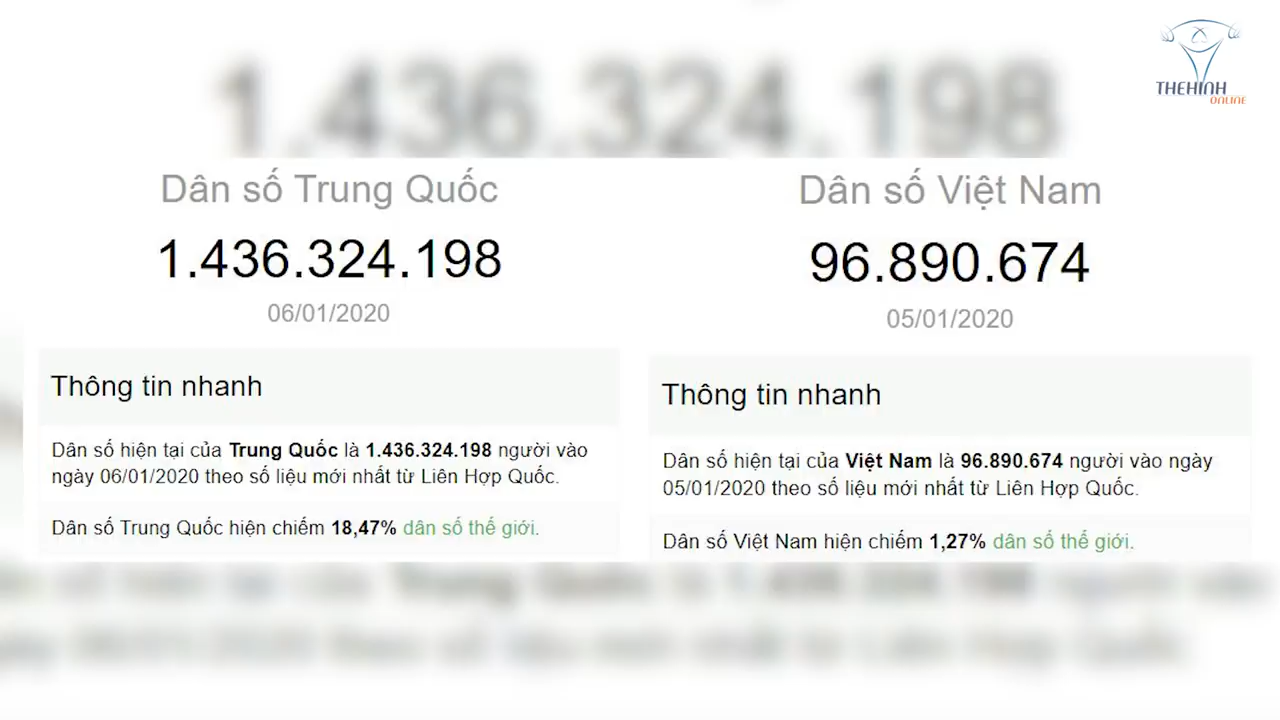 1.436.324.198
THEHINH
ONLINE
Dân số Trung Quốc
1.436.324.198
06/01/2020
Thông tin nhanh
Dân số hiện tại của Trung Quốc là 1.436.324.198 người vào
ngày 06/01/2020 theo số liệu mới nhất từ Liên Hợp Quốc.
Dân số Trung Quốc hiện chiếm 18,47% dân số thế giới.
Dân số Việt Nam
96.890.674
05/01/2020
Thông tin nhanh
Dân số hiện tại của Việt Nam là 96.890.674 người vào ngày
05/01/2020 theo số liệu mới nhất từ Liên Hợp Quốc.
Dân số Việt Nam hiện chiếm 1,27% dân số thế giới.